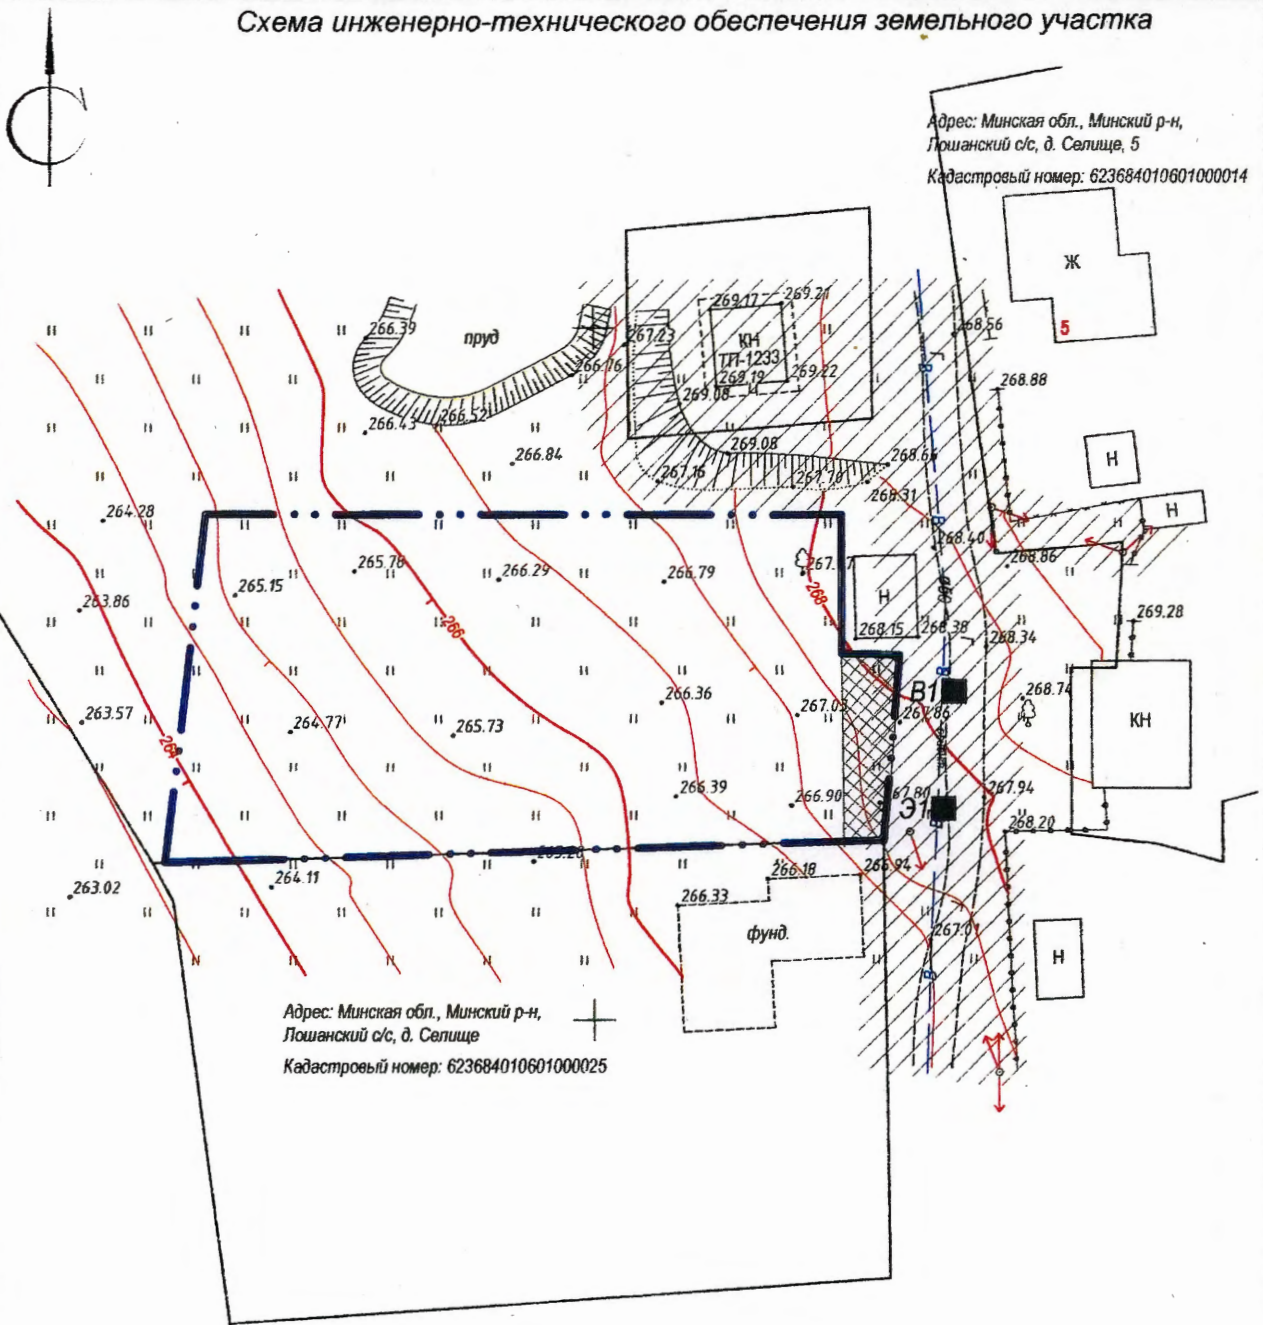 Схема инженерно-технического обеспечения земельного участка
С
Адрес: Минская обл., Минский р-н,
Лошанский с/с, д. Селище, 5
Кадастровый номер: 623684010601000014
Ж
5
пруд
266.39
267.23
266.16
269.17
269.21
КН
ТП-1233
269.19
269.22
269.08
268.56
Г
В
268.88
266.43
266.52
266.84
269.08
267.16
267.70
268.31
Н
Н
264.28
В
268.40
268.86
265.78
266.29
266.79
265.15
263.86
268
Н
268.15
268.38
268.34
Г
269.28
266
В
В1
263.57
264
264.77
265.73
266.36
267.05
267.86
268.74
КН
266.39
266.90
267.80
Э1
267.94
268.20
В
263.02
264.11
266.18
266.94
266.33
фунд.
267.01
В
Н
Адрес: Минская обл., Минский р-н,
Лошанский с/с, д. Селище
Кадастровый номер: 623684010601000025